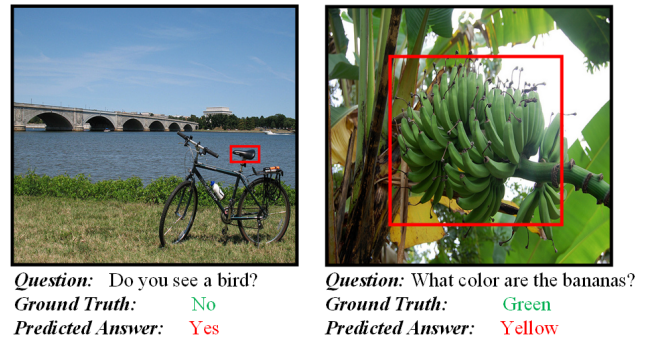 Question: Do you see a bird?
Ground Truth: No
Predicted Answer: Yes
Question: What color are the bananas?
Ground Truth: Green
Predicted Answer: Yellow